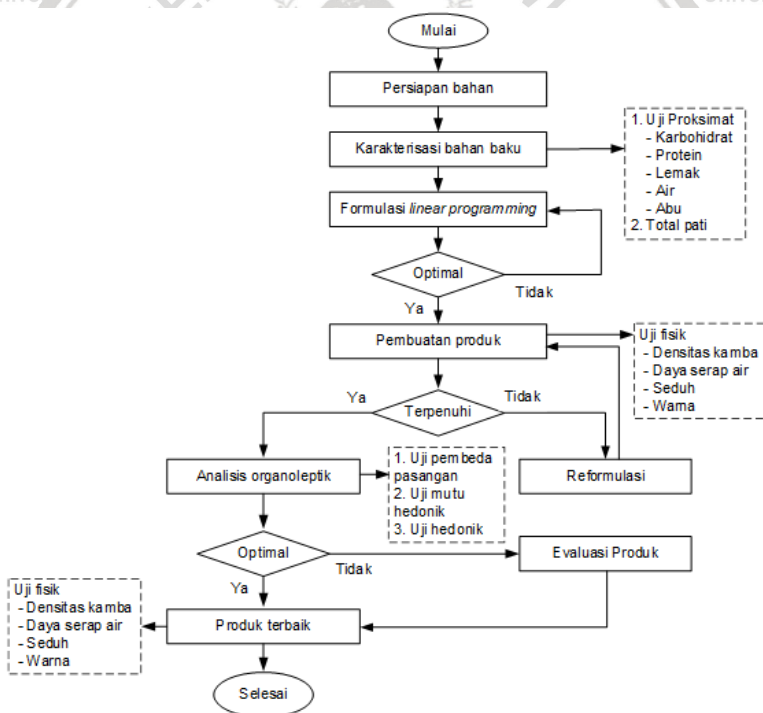 Mulai
Persiapan bahan
Karakterisasi bahan baku
1. Uji Proksimat
- Karbohidrat
- Protein
- Lemak
- Air
- Abu
2. Total pati
Formulasi linear programming
Optimal
Tidak
Ya
Pembuatan produk
Uji fisik
- Densitas kamba
- Daya serap air
- Seduh
- Warna
Terpenuhi
Ya
Tidak
Analisis organoleptik
1. Uji pembeda
pasangan
2. Uji mutu
hedonik
3. Uji hedonik
Reformulasi
Optimal
Tidak
Ya
Evaluasi Produk
Uji fisik
- Densitas kamba
- Daya serap air
- Seduh
- Warna
Produk terbaik
Selesai